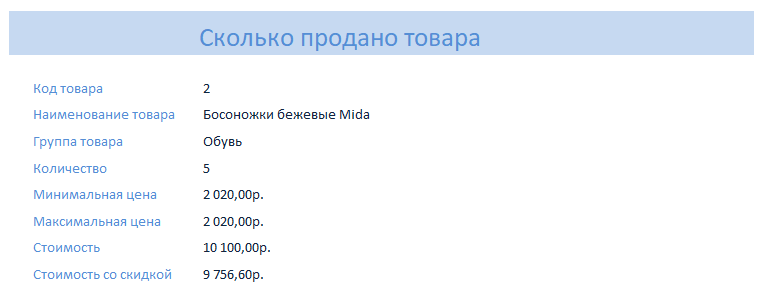 Сколько продано товара
Код товара 2
Наименование товара Босоножки бежевые Mida
Группа товара Обувь
Количество 5
Минимальная цена 2 020,00р.
Максимальная цена 2 020,00р.
Стоимость 10 100,00р.
Стоимость со скидкой 9 756,60р.